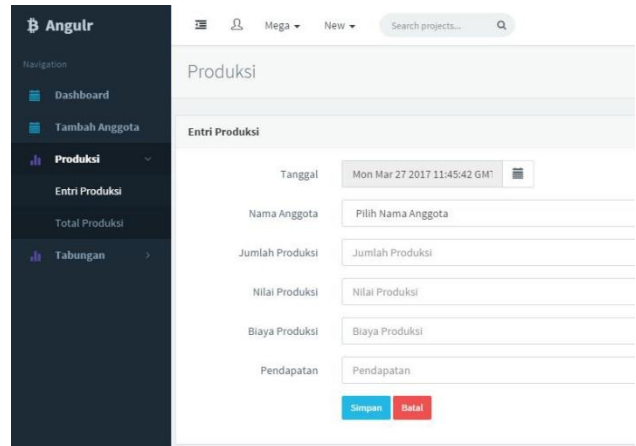 Angulr
Mega
New
Search projects...
Navigation
Dashboard
Tambah Anggota
Produksi
Entri Produksi
Total Produksi
Tabungan
Produksi
Entri Produksi
Tanggal
Mon Mar 27 2017 11:45:42 GMT
Nama Anggota
Pilih Nama Anggota
Jumlah Produksi
Jumlah Produksi
Nilai Produksi
Nilai Produksi
Biaya Produksi
Biaya Produksi
Pendapatan
Pendapatan
Simpan
Batal